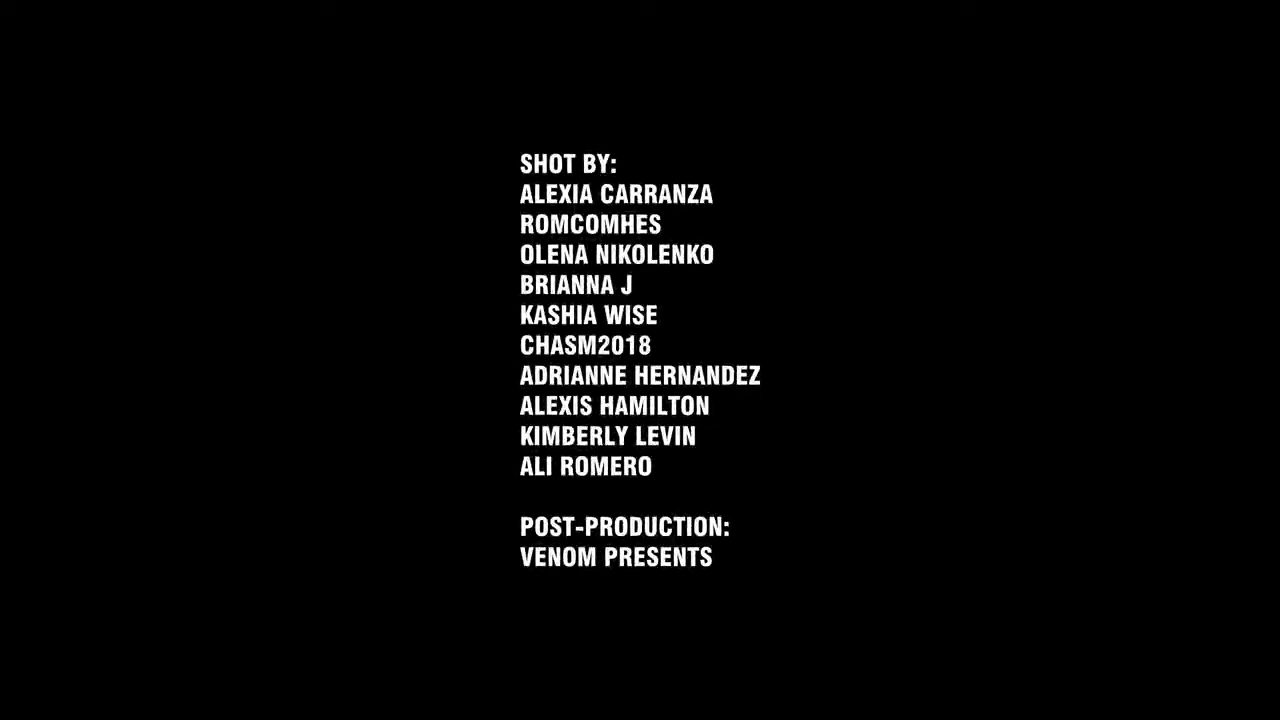 SHOT BY:
ALEXIA CARRANZA
ROMCOMHES
OLENA NIKOLENKO
BRIANNA J
KASHIA WISE
CHASM2018
ADRIANNE HERNANDEZ
ALEXIS HAMILTON
KIMBERLY LEVIN
ALI ROMERO
POST-PRODUCTION:
VENOM PRESENTS